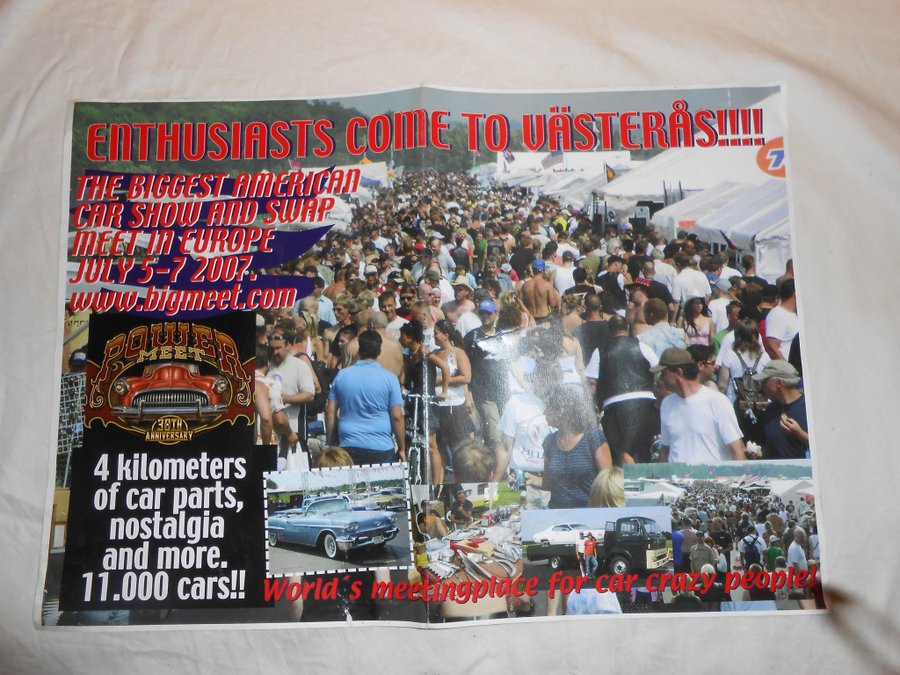 ENTHUSIASTS COME TO VÄSTERÅS!!!!
THE BIGGEST AMERICAN
CAR SHOW AND SWAP
MEET IN EUROPE
JULY 5-7 2007.
www.bigmeet.com
POWER
MEET
30TH
ANNIVERSARY
4 kilometers
of car parts,
nostalgia
and more.
11.000 cars!!
World´s meetingplace for car crazy people!